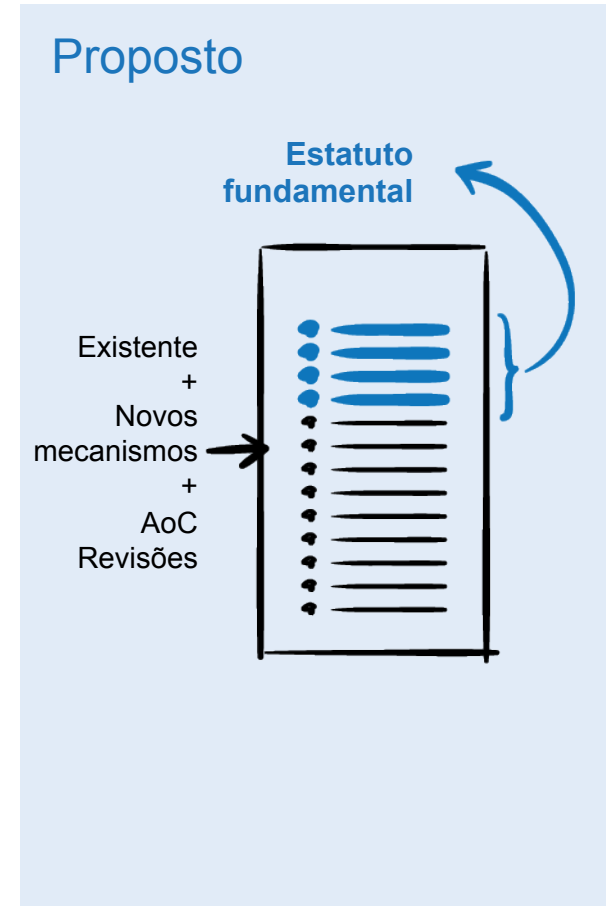 Proposto
Estatuto
fundamental
Existente
+
Novos
mecanismos
+
AoC
Revisões